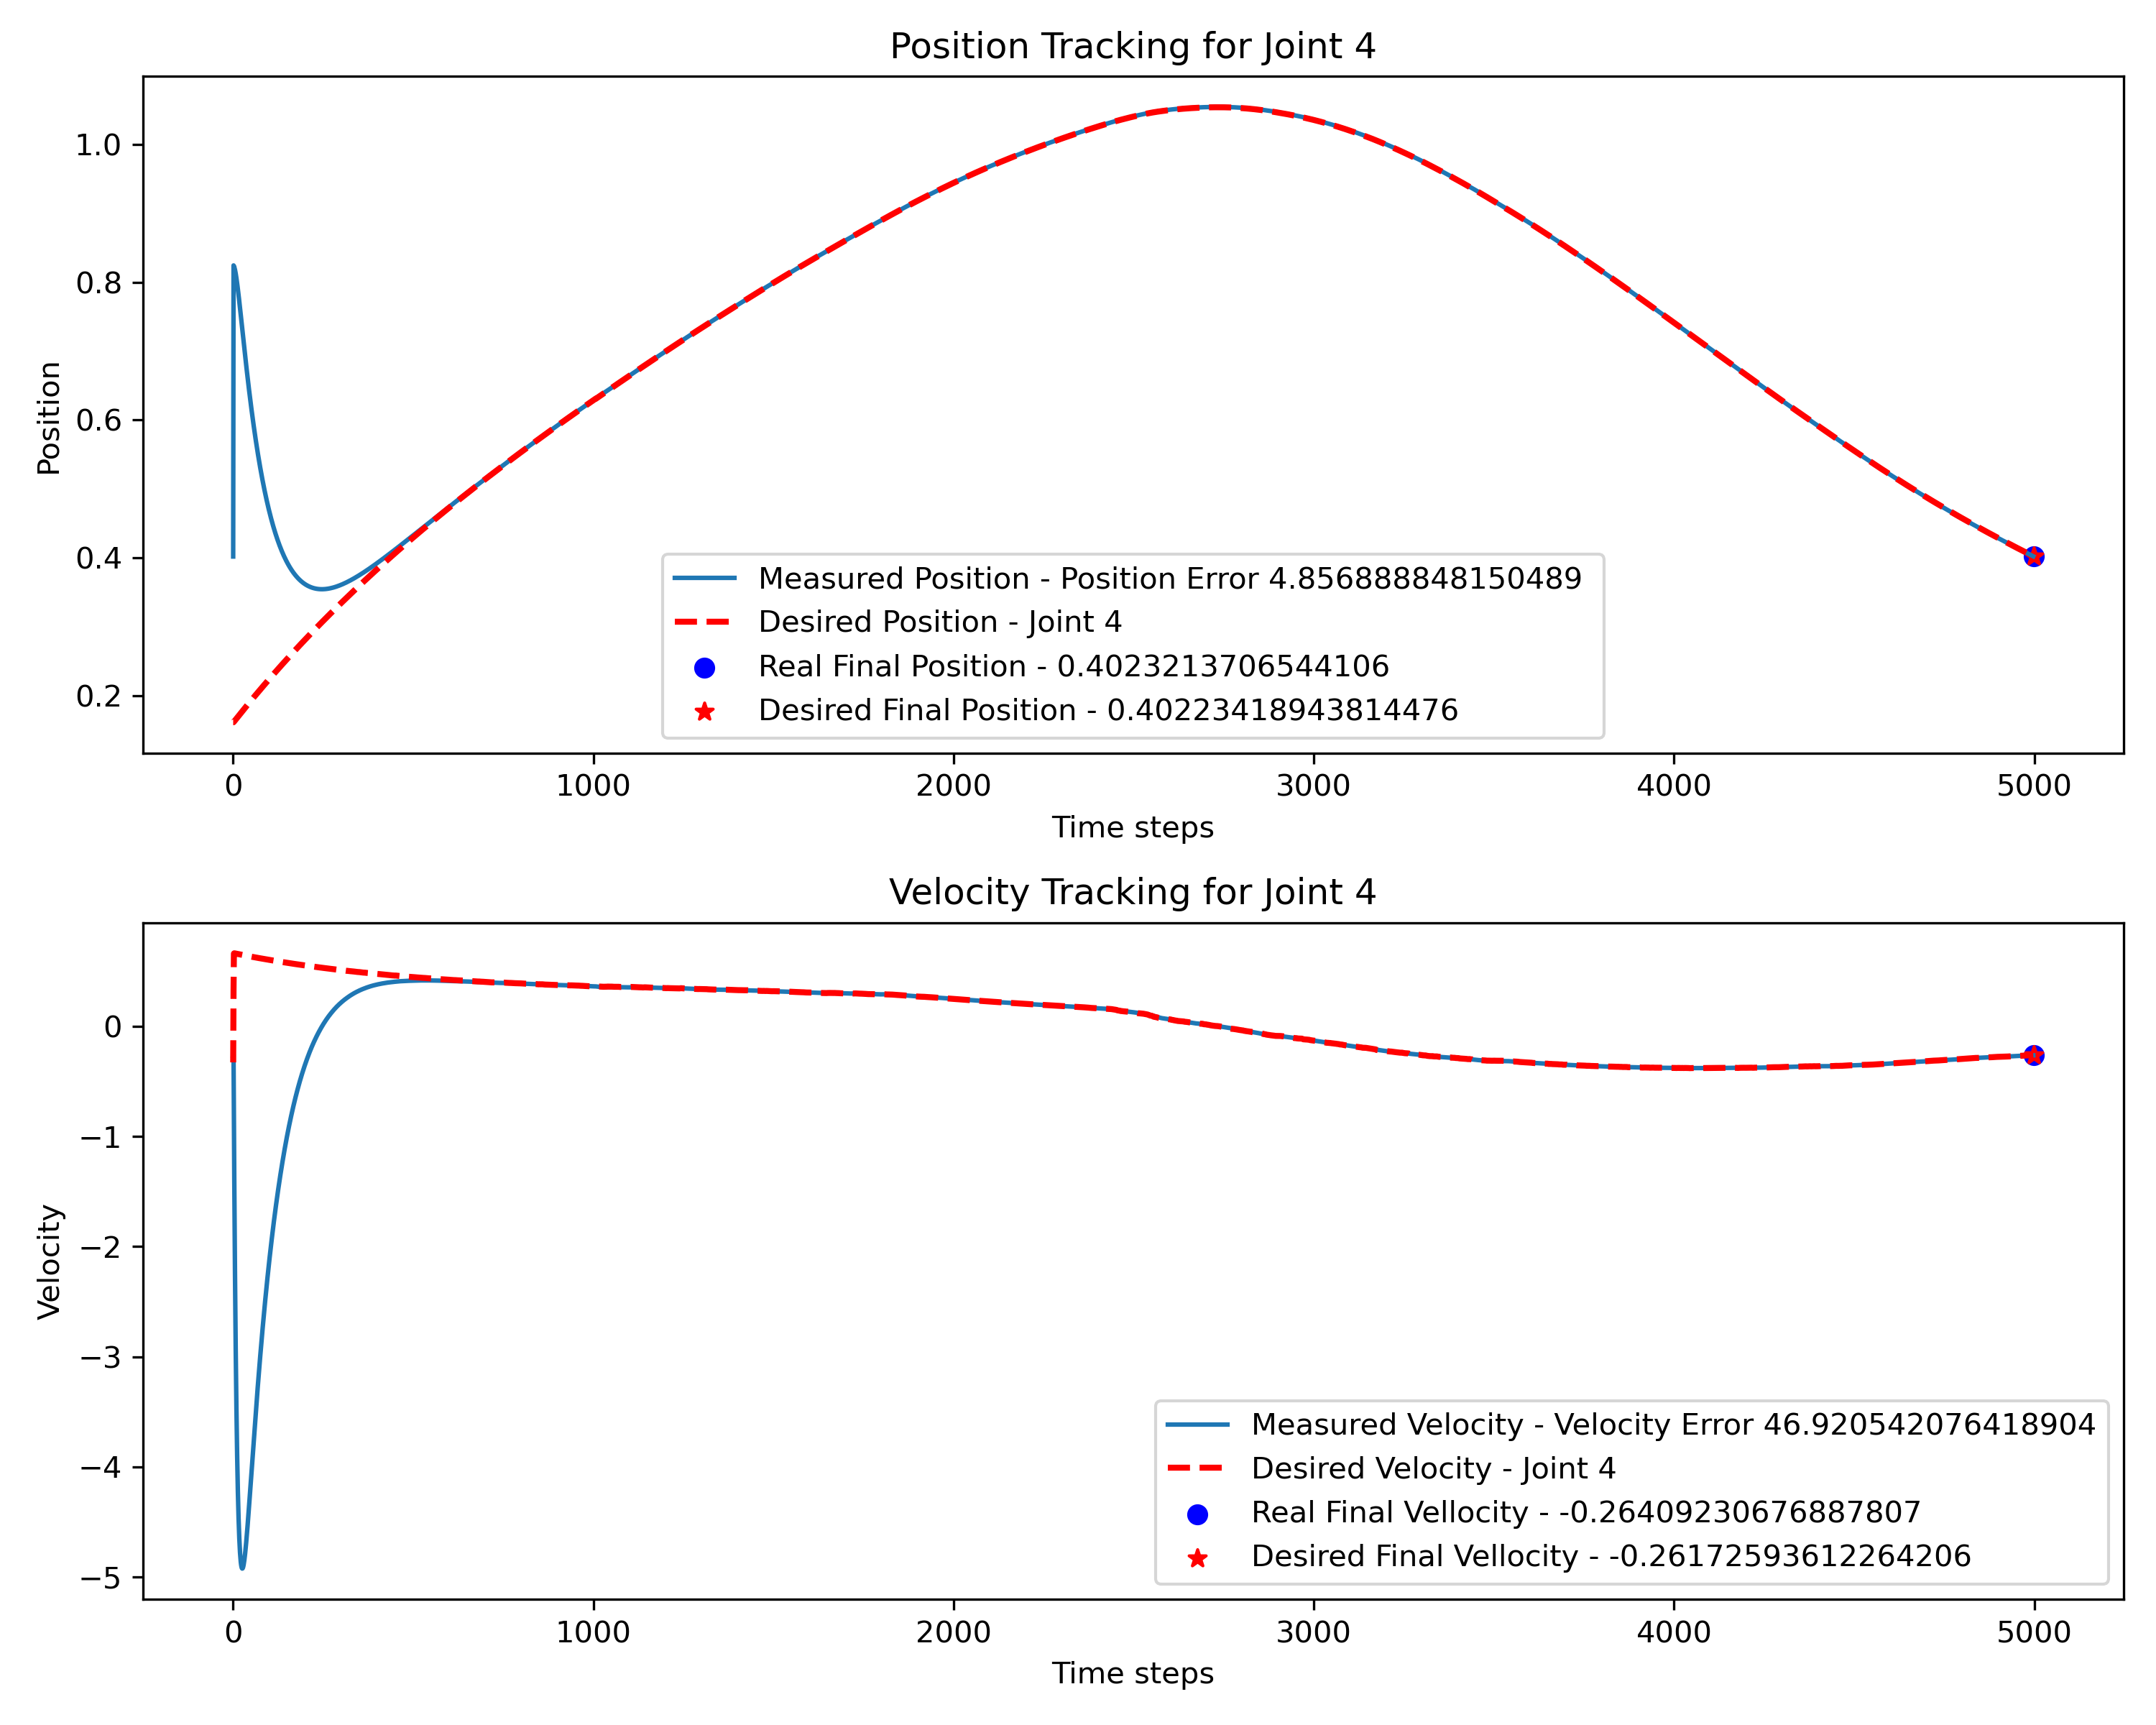 Position Tracking for Joint 4
1.0
0.8
0.6
0.4
0.2
Position
Measured Position - Position Error 4.856888848150489
Desired Position - Joint 4
Real Final Position - 0.4023213706544106
Desired Final Position - 0.40223418943814476
0 1000 2000 3000 4000 5000
Time steps
Velocity Tracking for Joint 4
0
−1
−2
−3
−4
−5
Velocity
Measured Velocity - Velocity Error 46.920542076418904
Desired Velocity - Joint 4
Real Final Vellocity - -0.26409230676887807
Desired Final Vellocity - -0.26172593612264206
0 1000 2000 3000 4000 5000
Time steps